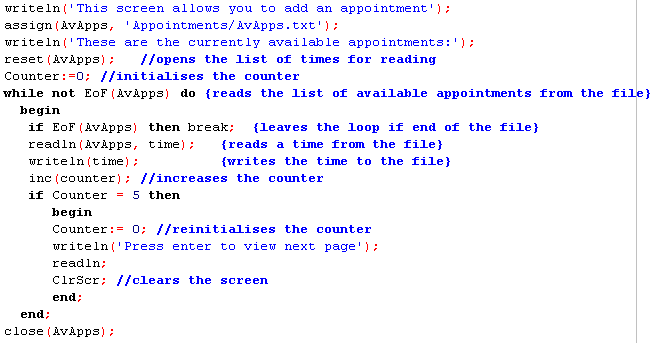 writeln('This screen allows you to add an appointment');
assign(AvApps, 'Appointments/AvApps.txt');
writeln('These are the currently available appointments:');
reset(AvApps);   //opens the list of times for reading
Counter:=0; //initialises the counter
while not EoF(AvApps) do {reads the list of available appointments from the file}
  begin
   if EoF(AvApps) then break;  {leaves the loop if end of the file}
   readln(AvApps, time);   {reads a time from the file}
   writeln(time);          {writes the time to the file}
   inc(counter); //increases the counter
   if Counter = 5 then
      begin
      Counter:= 0; //reinitialises the counter
      writeln('Press enter to view next page');
      readln;
      ClrScr; //clears the screen
      end;
  end;
close(AvApps);